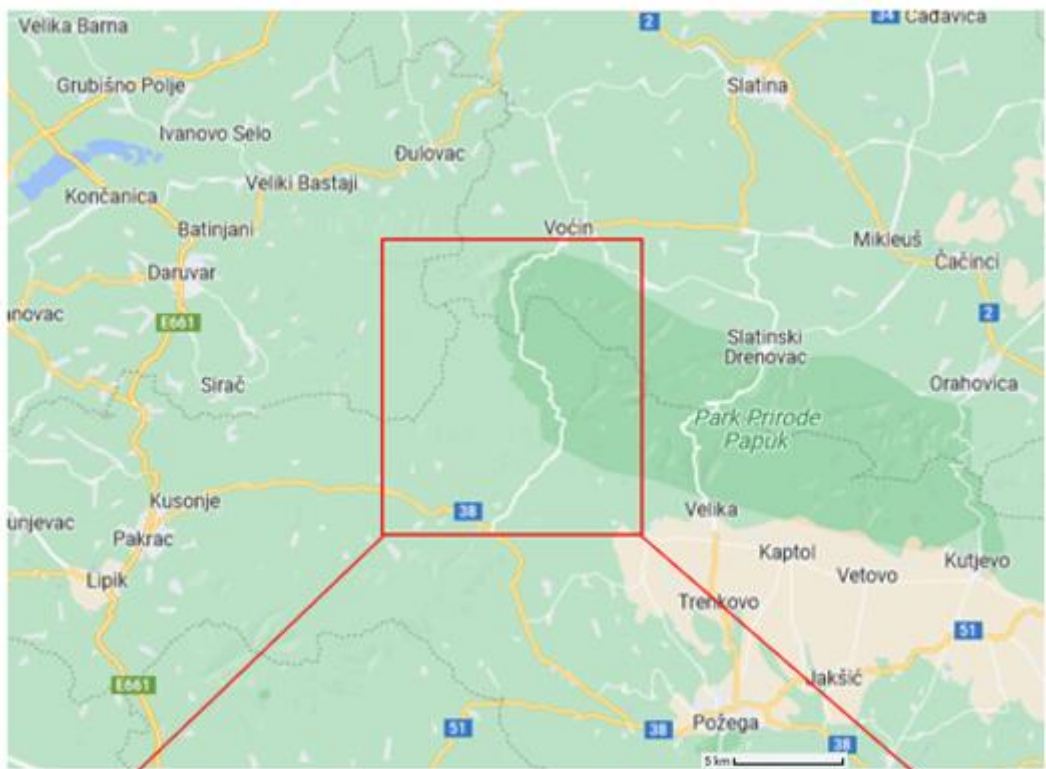 Velika Barna
2
34
Čađavica
Grubišno Polje
Slatina
Ivanovo Selo
Đulovac
Končanica
Veliki Bastaji
Batinjani
Voćin
Mikleuš
Daruvar
Čačinci
anovac
E661
2
Slatinski
Drenovac
Sirač
Orahovica
Park Prirode
Papuk
Kusonje
38
Velika
unjevac
Pakrac
Kaptol
Kutjevo
Lipik
Vetovo
Trenkovo
51
E661
Jakšić
51
38
Požega
38
5 km